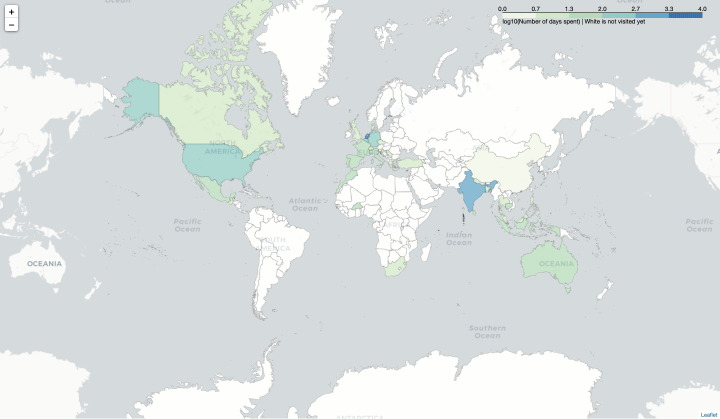 +
−
0.0 0.7 1.3 2.0 2.7 3.3 4.0
log10(Number of days spent) | White is not visited yet
AMERICA
Atlantic
Ocean
Pacific
Ocean
Pacific
Ocean
Indian
Ocean
SOUTH
AMERICA
OCEANIA
OCEANIA
Southern
Ocean
ANTARCTICA
Leaflet